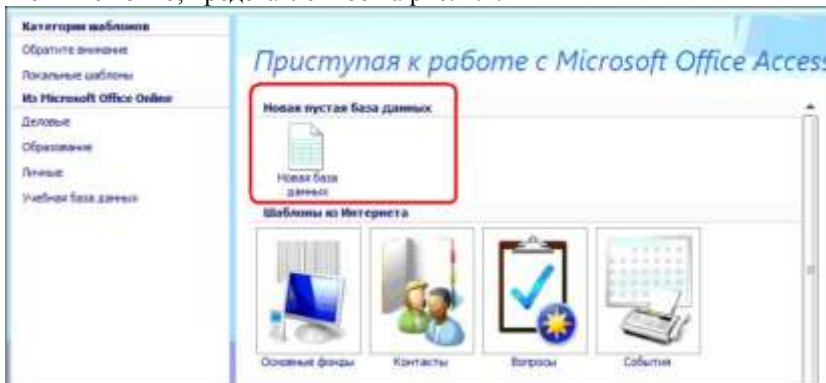 Категории шаблонов
Обратите внимание
Локальные шаблоны
Из Microsoft Office Online
Деловые
Образование
Личные
Учебная база данных
Приступая к работе с Microsoft Office Access
Новая пустая база данных
Новая база
данных
Шаблоны из Интернета
Основные фонды
Контакты
Вопросы
События